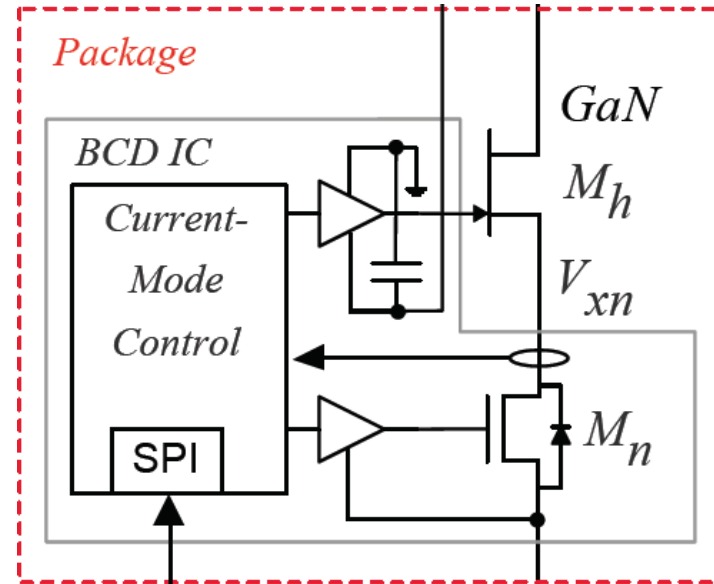 Package
GaN
BCD IC
M_h
Current-
Mode
Control
V_xn
SPI
M_n